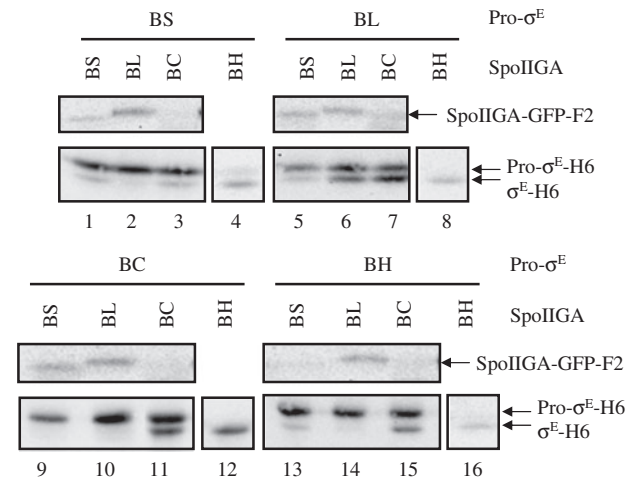 BS BL Pro-σᴱ
BS BL BC BH BS BL BC BH SpoIIGA
SpoIIGA-GFP-F2
Pro-σᴱ-H6
σᴱ-H6
1 2 3 4 5 6 7 8
BC BH Pro-σᴱ
BS BL BC BH BS BL BC BH SpoIIGA
SpoIIGA-GFP-F2
Pro-σᴱ-H6
σᴱ-H6
9 10 11 12 13 14 15 16